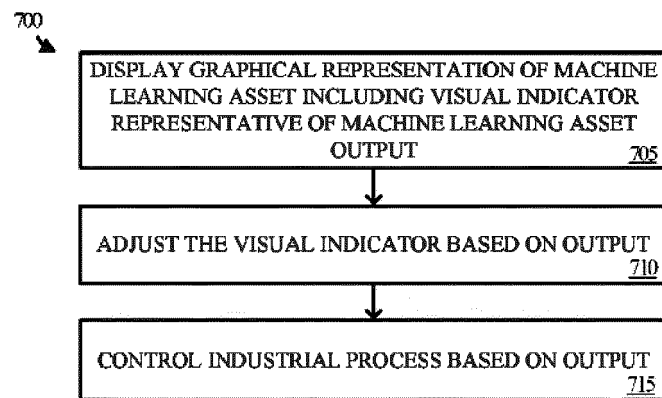 700
DISPLAY GRAPHICAL REPRESENTATION OF MACHINE
LEARNING ASSET INCLUDING VISUAL INDICATOR
REPRESENTATIVE OF MACHINE LEARNING ASSET
OUTPUT
705
ADJUST THE VISUAL INDICATOR BASED ON OUTPUT
710
CONTROL INDUSTRIAL PROCESS BASED ON OUTPUT
715